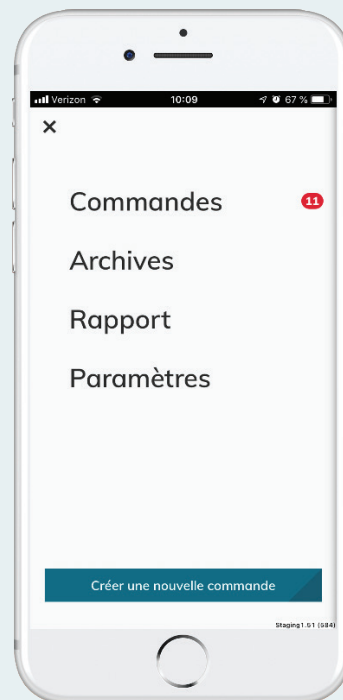 Verizon 10:09 67 %
×
Commandes 11
Archives
Rapport
Paramètres
Créer une nouvelle commande
Staging 1.51 (584)